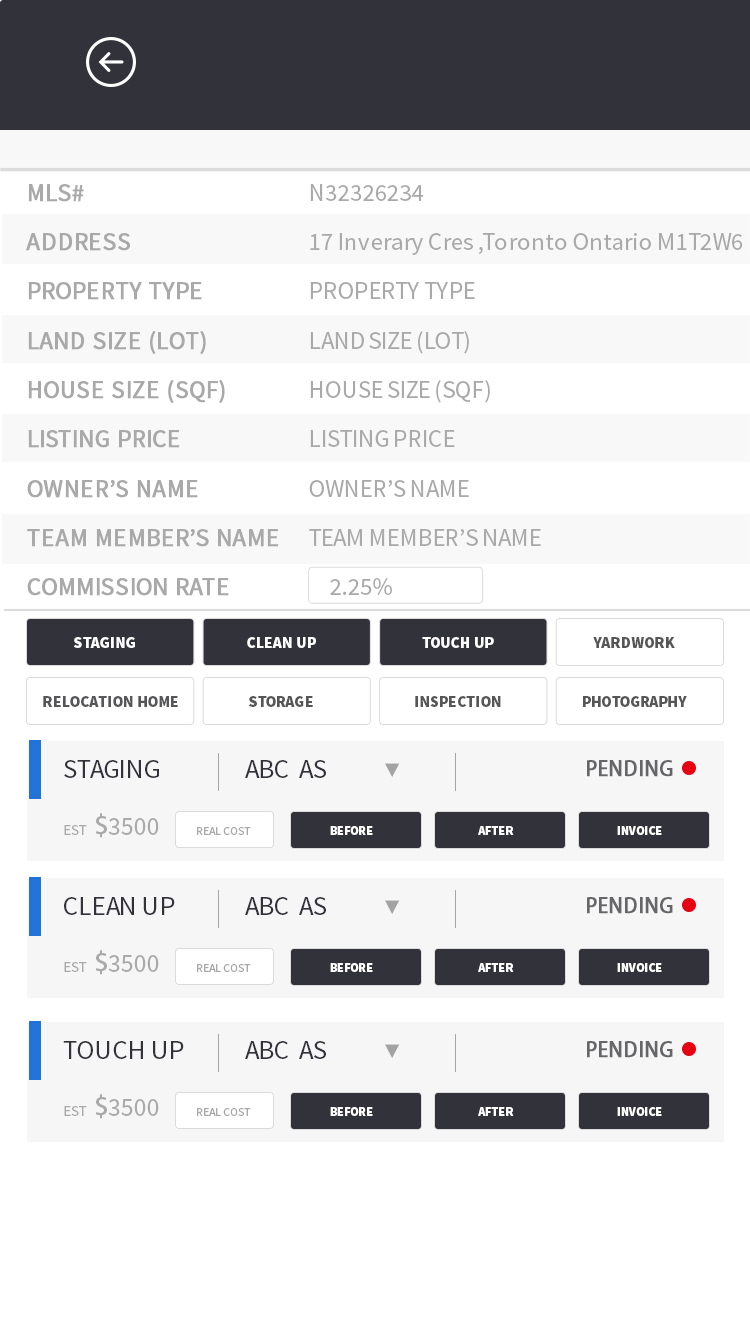 MLS# N32326234
ADDRESS 17 Inverary Cres ,Toronto Ontario M1T2W6
PROPERTY TYPE PROPERTY TYPE
LAND SIZE (LOT) LAND SIZE (LOT)
HOUSE SIZE (SQF) HOUSE SIZE (SQF)
LISTING PRICE LISTING PRICE
OWNER’S NAME OWNER’S NAME
TEAM MEMBER’S NAME TEAM MEMBER’S NAME
COMMISSION RATE 2.25%
STAGING CLEAN UP TOUCH UP YARDWORK
RELOCATION HOME STORAGE INSPECTION PHOTOGRAPHY
STAGING ABC AS PENDING
EST $3500 REAL COST BEFORE AFTER INVOICE
CLEAN UP ABC AS PENDING
EST $3500 REAL COST BEFORE AFTER INVOICE
TOUCH UP ABC AS PENDING
EST $3500 REAL COST BEFORE AFTER INVOICE